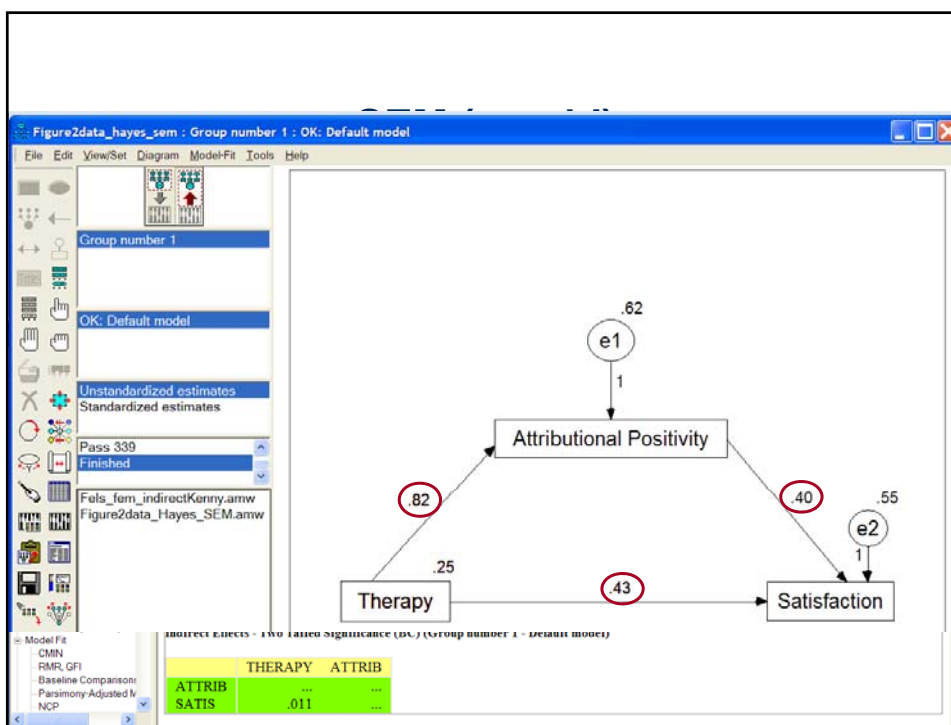 Figure2data_hayes_sem : Group number 1 : OK: Default model
File Edit View/Set Diagram Model-Fit Tools Help
Group number 1
OK: Default model
Unstandardized estimates
Standardized estimates
Pass 339
Finished
Fels_fem_indirectKenny.amw
Figure2data_Hayes_SEM.amw
.62
e1
1
Attributional Positivity
.82
.40
.55
e2
1
.25
Therapy
.43
Satisfaction
Model Fit
CMIN
RMR, GFI
Baseline Comparisons
Parsimony-Adjusted M
NCP
Indirect Effects - Two Tailed Significance (BC) (Group number 1 - Default model)
THERAPY ATTRIB
ATTRIB ... ...
SATIS .011 ...